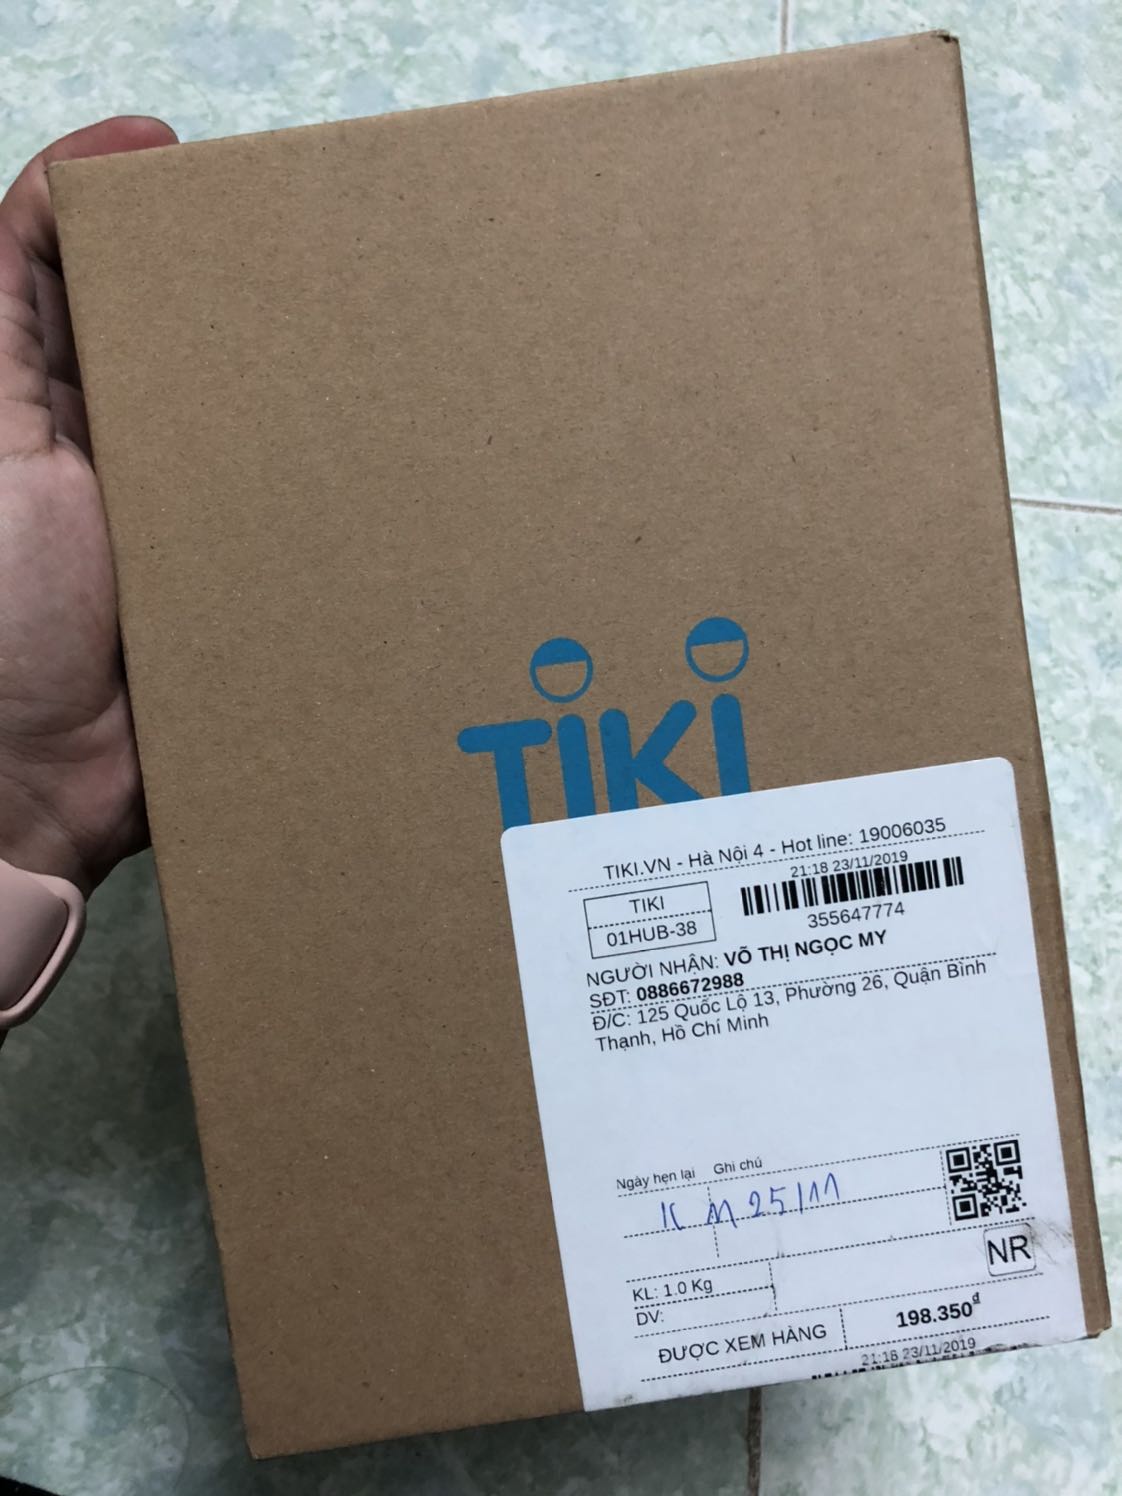 TIKI
TIKI.VN - Hà Nội 4 - Hot line: 19006035
21:18 23/11/2019
TIKI
01HUB-38
355647774
NGƯỜI NHẬN: VÕ THỊ NGỌC MY
SĐT: 0886672988
Đ/C: 125 Quốc Lộ 13, Phường 26, Quận Bình
Thạnh, Hồ Chí Minh
Ngày hẹn lại Ghi chú
25/11
NR
KL: 1.0 Kg
DV:
ĐƯỢC XEM HÀNG
198.350đ
21:18 23/11/2019